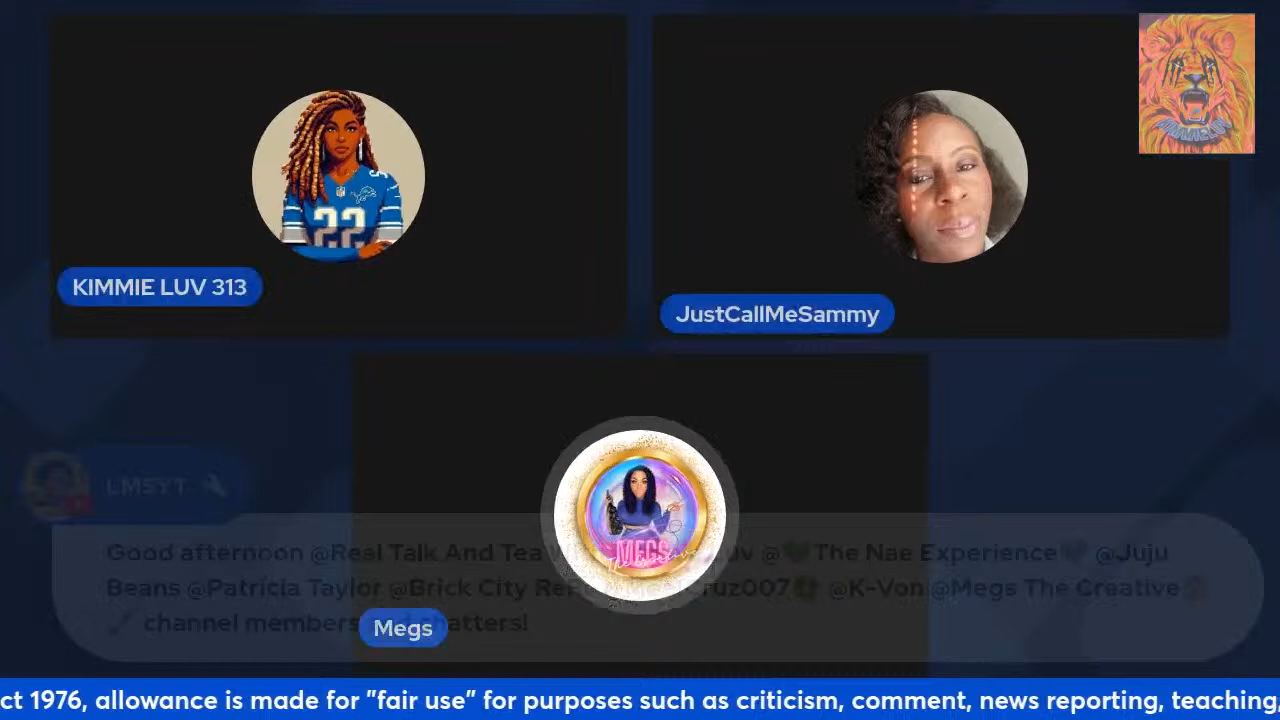 22
KIMMIE LUV 313
JustCallMeSammy
LMSYT
Good afternoon @Real Talk And Tea @ The Nae Experience @Juju
Beans @Patricia Taylor @Brick City @K-Von @Megs The Creative
channel members chatters!
MEGS
Megs
ct 1976, allowance is made for "fair use" for purposes such as criticism, comment, news reporting, teaching,